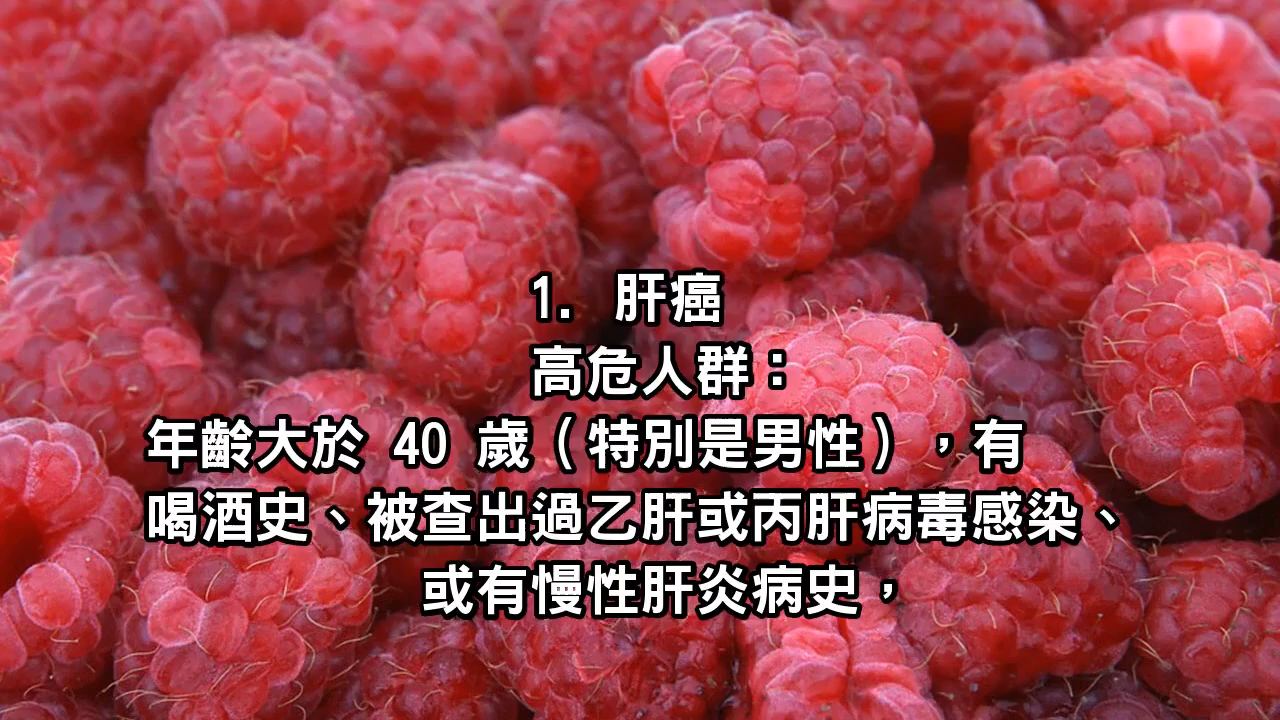 1. 肝癌
高危人群：
年齡大於 40 歲（特別是男性），有
喝酒史、被查出過乙肝或丙肝病毒感染、
或有慢性肝炎病史，